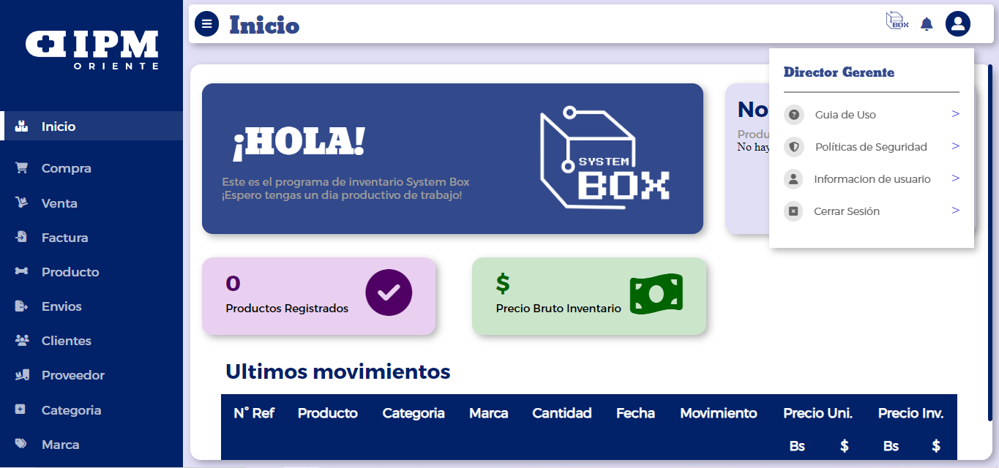 IPM
ORIENTE
Inicio
Compra
Venta
Factura
Producto
Envios
Clientes
Proveedor
Categoria
Marca
Inicio
BOX
Director Gerente
Guia de Uso >
Políticas de Seguridad >
Informacion de usuario >
Cerrar Sesión >
¡HOLA!
Este es el programa de inventario System Box
¡Espero tengas un dia productivo de trabajo!
SYSTEM
BOX
No
Produ
No hay
0
Productos Registrados
$
Precio Bruto Inventario
Ultimos movimientos
N° Ref Producto Categoria Marca Cantidad Fecha Movimiento Precio Uni. Precio Inv.
Bs $ Bs $